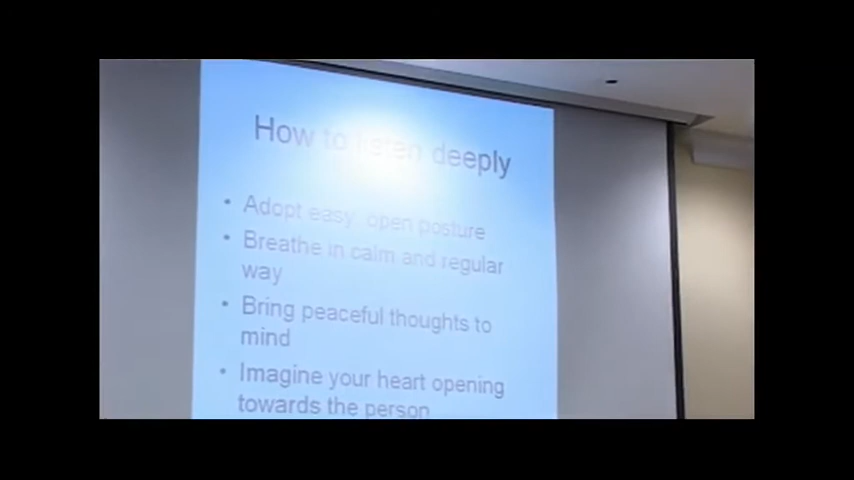 How to listen deeply
• Adopt easy, open posture
• Breathe in calm and regular
way
• Bring peaceful thoughts to
mind
• Imagine your heart opening
towards the person